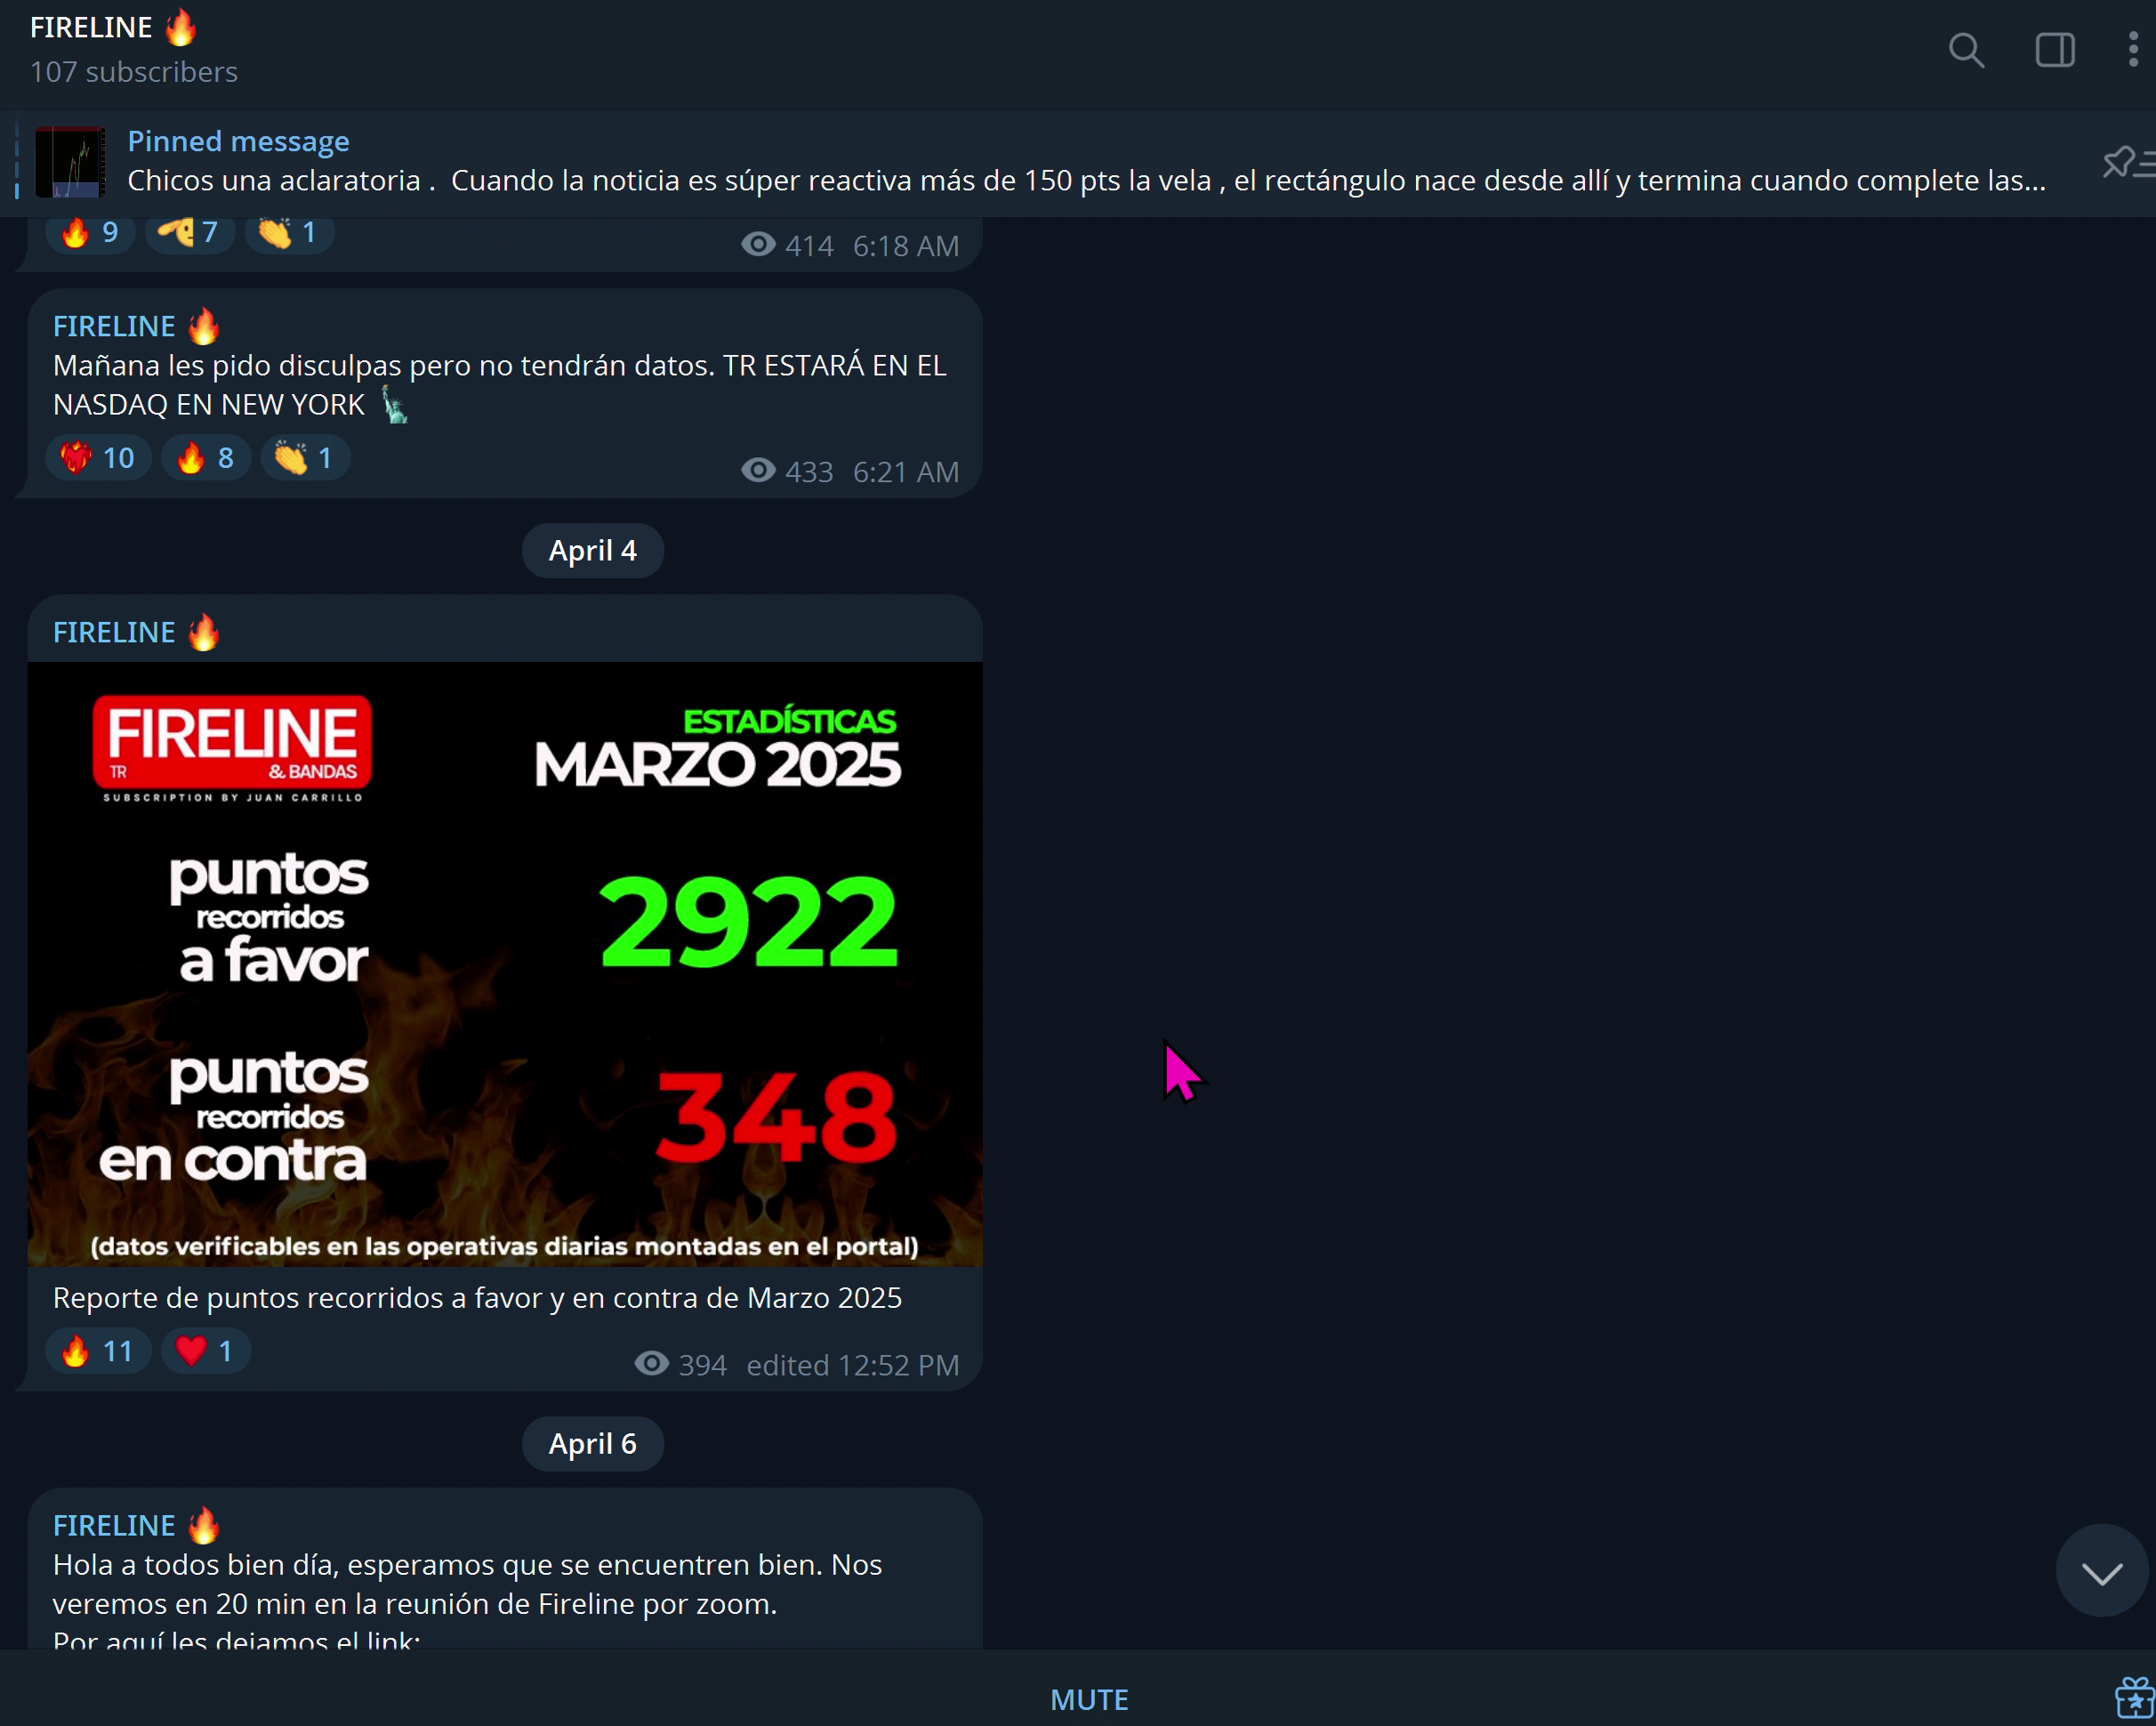 FIRELINE 🔥
107 subscribers
Pinned message
Chicos una aclaratoria .  Cuando la noticia es súper reactiva más de 150 pts la vela , el rectángulo nace desde allí y termina cuando complete las...
🔥 9 🫡 7 👏 1
414 6:18 AM
FIRELINE 🔥
Mañana les pido disculpas pero no tendrán datos. TR ESTARÁ EN EL
NASDAQ EN NEW YORK 🗽
❤️‍🔥 10 🔥 8 👏 1
433 6:21 AM
April 4
FIRELINE 🔥
FIRELINE
TR & BANDAS
SUBSCRIPTION BY JUAN CARRILLO
ESTADÍSTICAS
MARZO 2025
puntos
recorridos
a favor
2922
puntos
recorridos
en contra
348
(datos verificables en las operativas diarias montadas en el portal)
Reporte de puntos recorridos a favor y en contra de Marzo 2025
🔥 11 ❤️ 1
394 edited 12:52 PM
April 6
FIRELINE 🔥
Hola a todos bien día, esperamos que se encuentren bien. Nos
veremos en 20 min en la reunión de Fireline por zoom.
Por aquí les dejamos el link:
MUTE